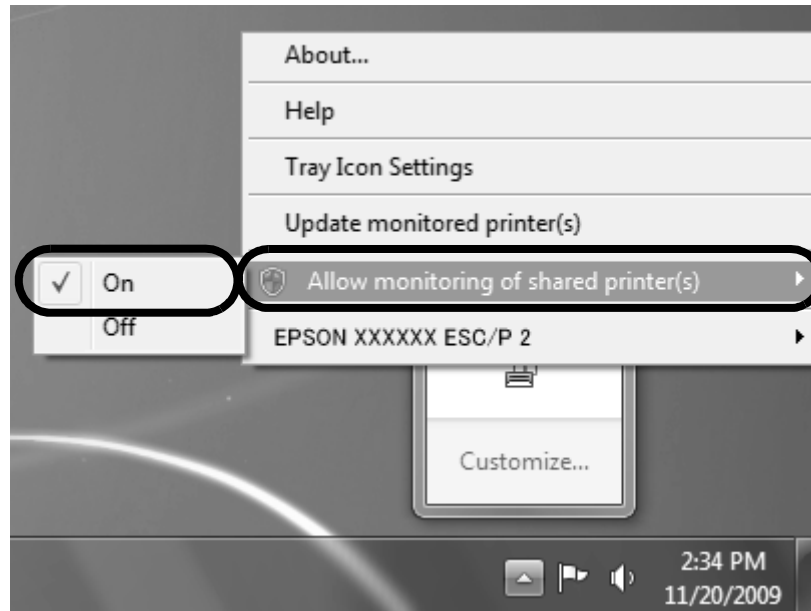 About...
Help
Tray Icon Settings
Update monitored printer(s)
Allow monitoring of shared printer(s)
On
Off
EPSON XXXXXX ESC/P 2
Customize...
2:34 PM
11/20/2009